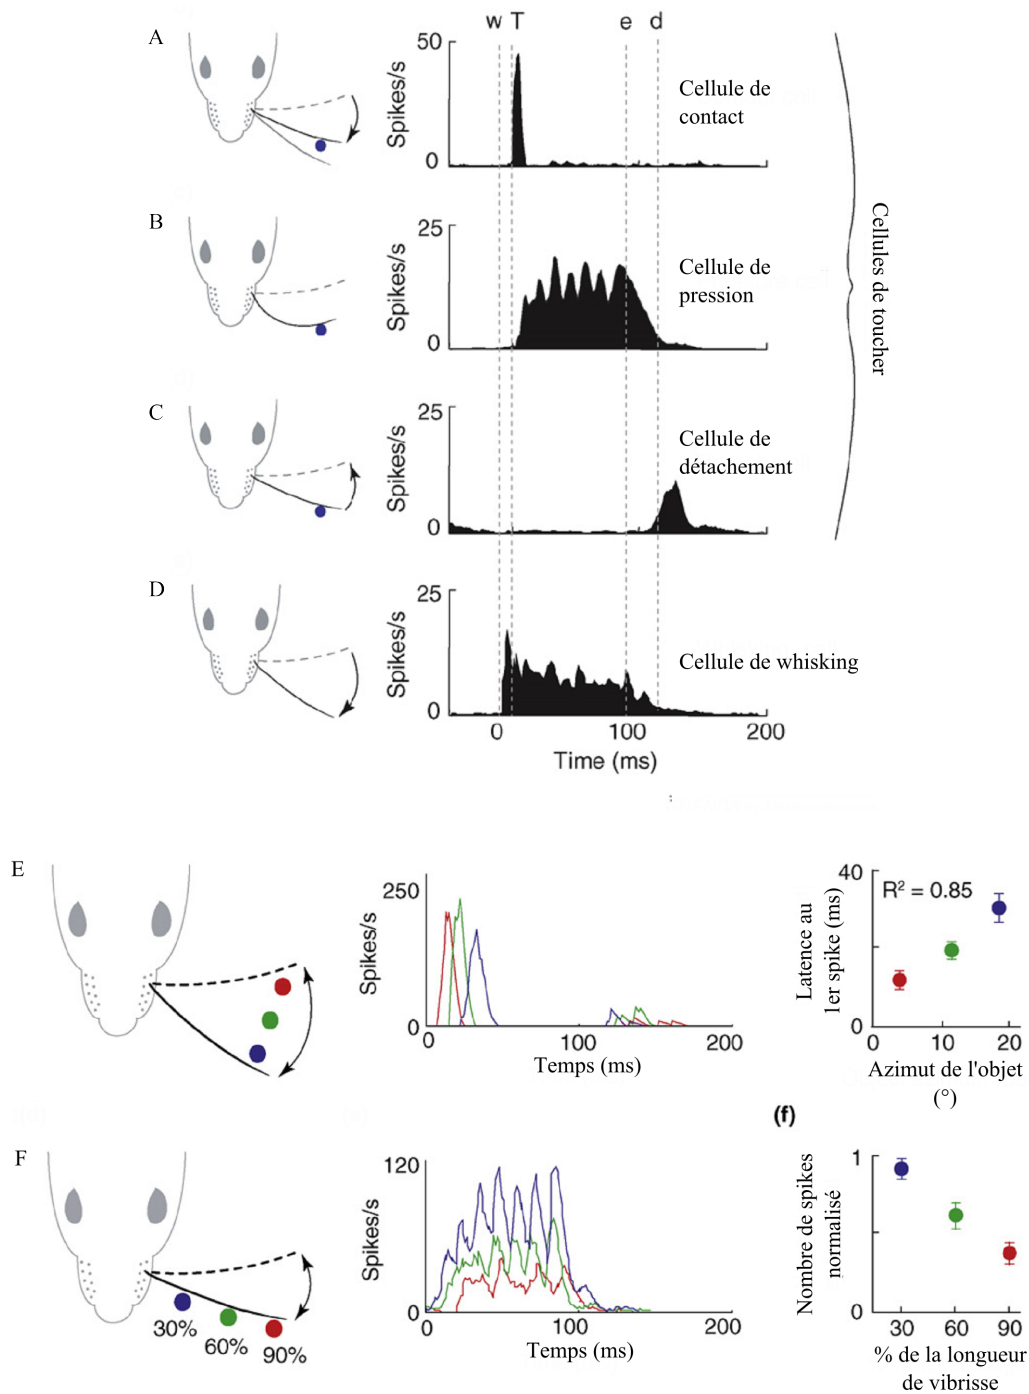 w T e d
A
50
Spikes/s
0
Cellule de
contact
B
25
Spikes/s
0
Cellule de
pression
Cellules de toucher
C
25
Spikes/s
0
Cellule de
détachement
D
25
Spikes/s
0
Cellule de whisking
0 100 200
Time (ms)
E
250
Spikes/s
0
0 100 200
Temps (ms)
40
R² = 0.85
Latence au
1er spike (ms)
0
0 10 20
Azimut de l'objet
(°)
F
30%
60%
90%
120
Spikes/s
0
0 100 200
Temps (ms)
(f)
1
Nombre de spikes
normalisé
0
30 60 90
% de la longueur
de vibrisse